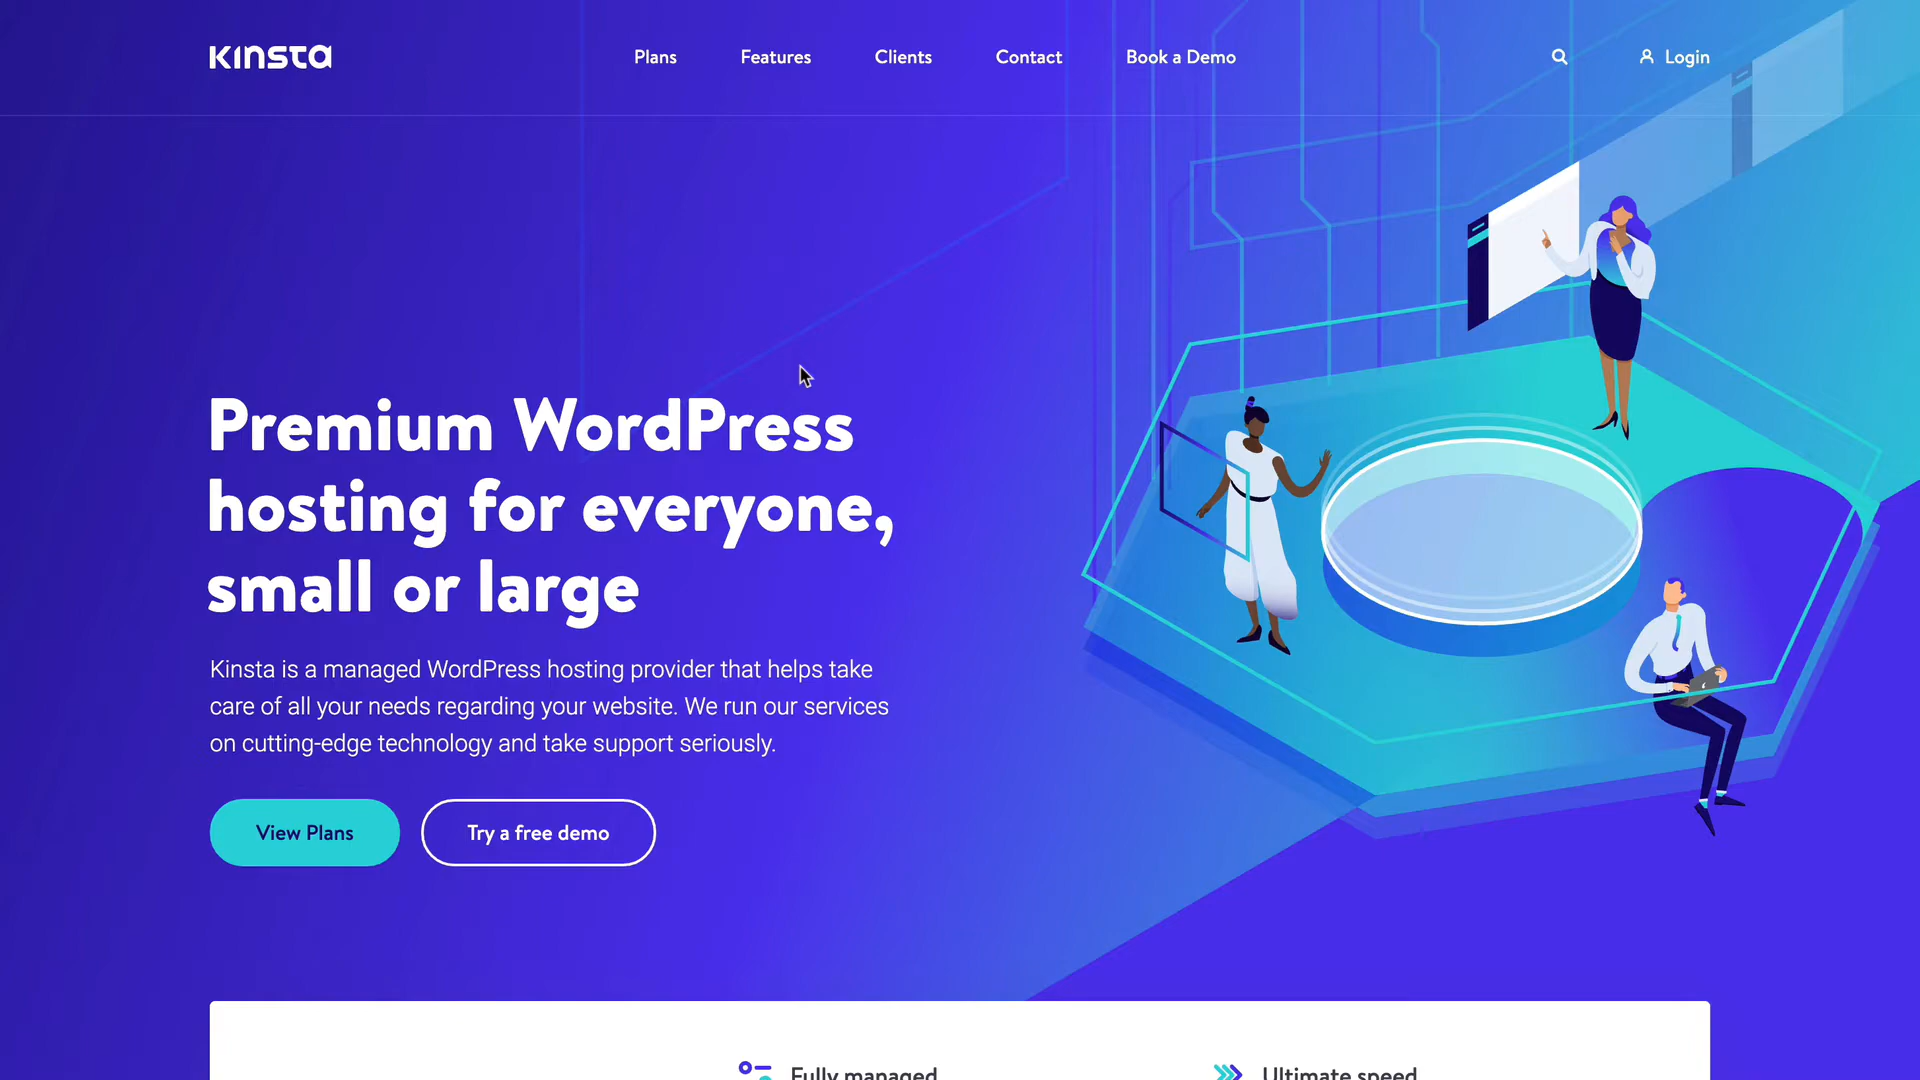 KINSTA
Plans
Features
Clients
Contact
Book a Demo
Login
Premium WordPress
hosting for everyone,
small or large
Kinsta is a managed WordPress hosting provider that helps take
care of all your needs regarding your website. We run our services
on cutting-edge technology and take support seriously.
View Plans
Try a free demo
Fully managed
Ultimate speed